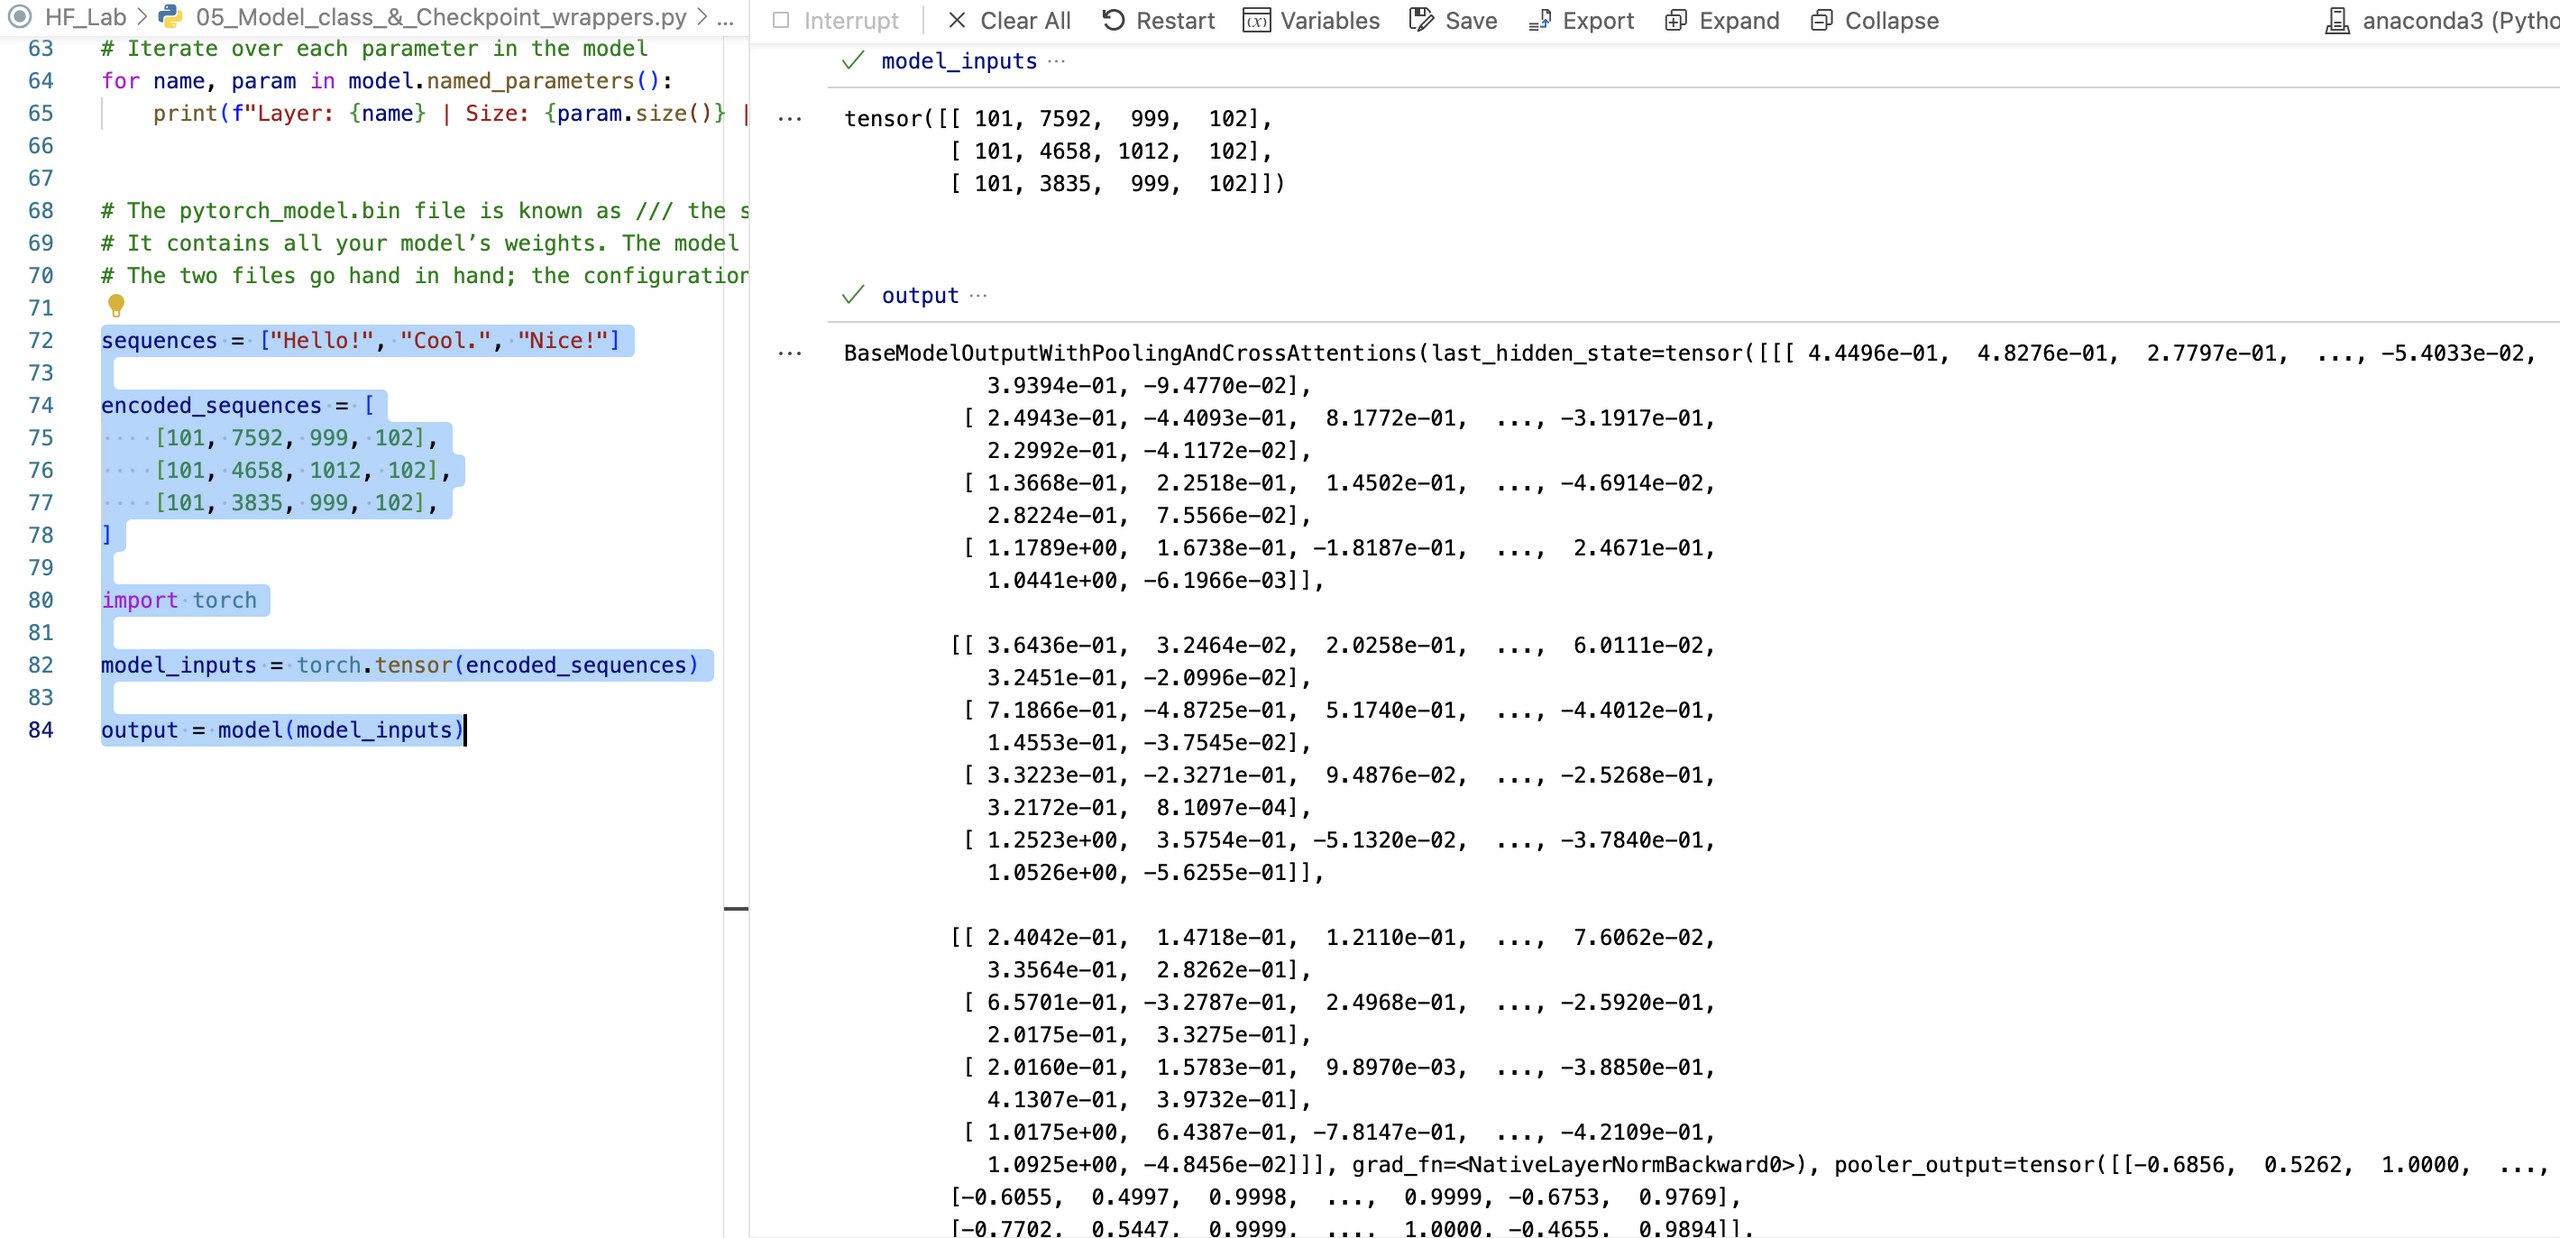 HF_Lab > 05_Model_class_&_Checkpoint_wrappers.py > ...
63 # Iterate over each parameter in the model
64 for name, param in model.named_parameters():
65     print(f"Layer: {name} | Size: {param.size()} |
66
67
68 # The pytorch_model.bin file is known as /// the s
69 # It contains all your model’s weights. The model
70 # The two files go hand in hand; the configuration
71
72 sequences = ["Hello!", "Cool.", "Nice!"]
73
74 encoded_sequences = [
75     [101, 7592, 999, 102],
76     [101, 4658, 1012, 102],
77     [101, 3835, 999, 102],
78 ]
79
80 import torch
81
82 model_inputs = torch.tensor(encoded_sequences)
83
84 output = model(model_inputs)
Interrupt Clear All Restart Variables Save Export Expand Collapse anaconda3 (Pytho
model_inputs ...
... tensor([[ 101, 7592,  999,  102],
        [ 101, 4658, 1012,  102],
        [ 101, 3835,  999,  102]])
output ...
... BaseModelOutputWithPoolingAndCrossAttentions(last_hidden_state=tensor([[[ 4.4496e-01,  4.8276e-01,  2.7797e-01,  ..., -5.4033e-02,
           3.9394e-01, -9.4770e-02],
         [ 2.4943e-01, -4.4093e-01,  8.1772e-01,  ..., -3.1917e-01,
           2.2992e-01, -4.1172e-02],
         [ 1.3668e-01,  2.2518e-01,  1.4502e-01,  ..., -4.6914e-02,
           2.8224e-01,  7.5566e-02],
         [ 1.1789e+00,  1.6738e-01, -1.8187e-01,  ...,  2.4671e-01,
           1.0441e+00, -6.1966e-03]],
        [[ 3.6436e-01,  3.2464e-02,  2.0258e-01,  ...,  6.0111e-02,
           3.2451e-01, -2.0996e-02],
         [ 7.1866e-01, -4.8725e-01,  5.1740e-01,  ..., -4.4012e-01,
           1.4553e-01, -3.7545e-02],
         [ 3.3223e-01, -2.3271e-01,  9.4876e-02,  ..., -2.5268e-01,
           3.2172e-01,  8.1097e-04],
         [ 1.2523e+00,  3.5754e-01, -5.1320e-02,  ..., -3.7840e-01,
           1.0526e+00, -5.6255e-01]],
        [[ 2.4042e-01,  1.4718e-01,  1.2110e-01,  ...,  7.6062e-02,
           3.3564e-01,  2.8262e-01],
         [ 6.5701e-01, -3.2787e-01,  2.4968e-01,  ..., -2.5920e-01,
           2.0175e-01,  3.3275e-01],
         [ 2.0160e-01,  1.5783e-01,  9.8970e-03,  ..., -3.8850e-01,
           4.1307e-01,  3.9732e-01],
         [ 1.0175e+00,  6.4387e-01, -7.8147e-01,  ..., -4.2109e-01,
           1.0925e+00, -4.8456e-02]]], grad_fn=<NativeLayerNormBackward0>), pooler_output=tensor([[-0.6856,  0.5262,  1.0000,  ...,
        [-0.6055,  0.4997,  0.9998,  ...,  0.9999, -0.6753,  0.9769],
        [-0.7702,  0.5447,  0.9999,  ...,  1.0000, -0.4655,  0.9894]],